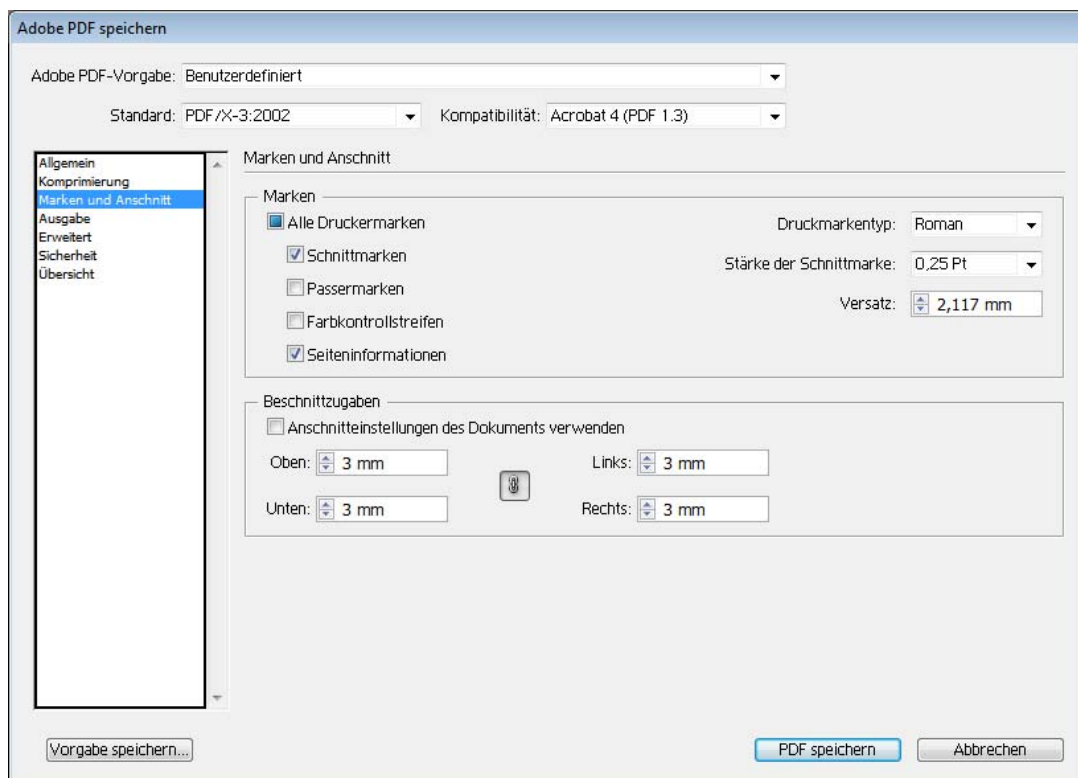 Adobe PDF speichern
Adobe PDF-Vorgabe: Benutzerdefiniert
Standard: PDF/X-3:2002 Kompatibilität: Acrobat 4 (PDF 1.3)
Allgemein
Komprimierung
Marken und Anschnitt
Ausgabe
Erweitert
Sicherheit
Übersicht
Marken und Anschnitt
Marken
Alle Druckermarken
Schnittmarken
Passermarken
Farbkontrollstreifen
Seiteninformationen
Druckmarkentyp: Roman
Stärke der Schnittmarke: 0,25 Pt
Versatz: 2,117 mm
Beschnittzugaben
Anschnitteinstellungen des Dokuments verwenden
Oben: 3 mm Links: 3 mm
Unten: 3 mm Rechts: 3 mm
Vorgabe speichern... PDF speichern Abbrechen